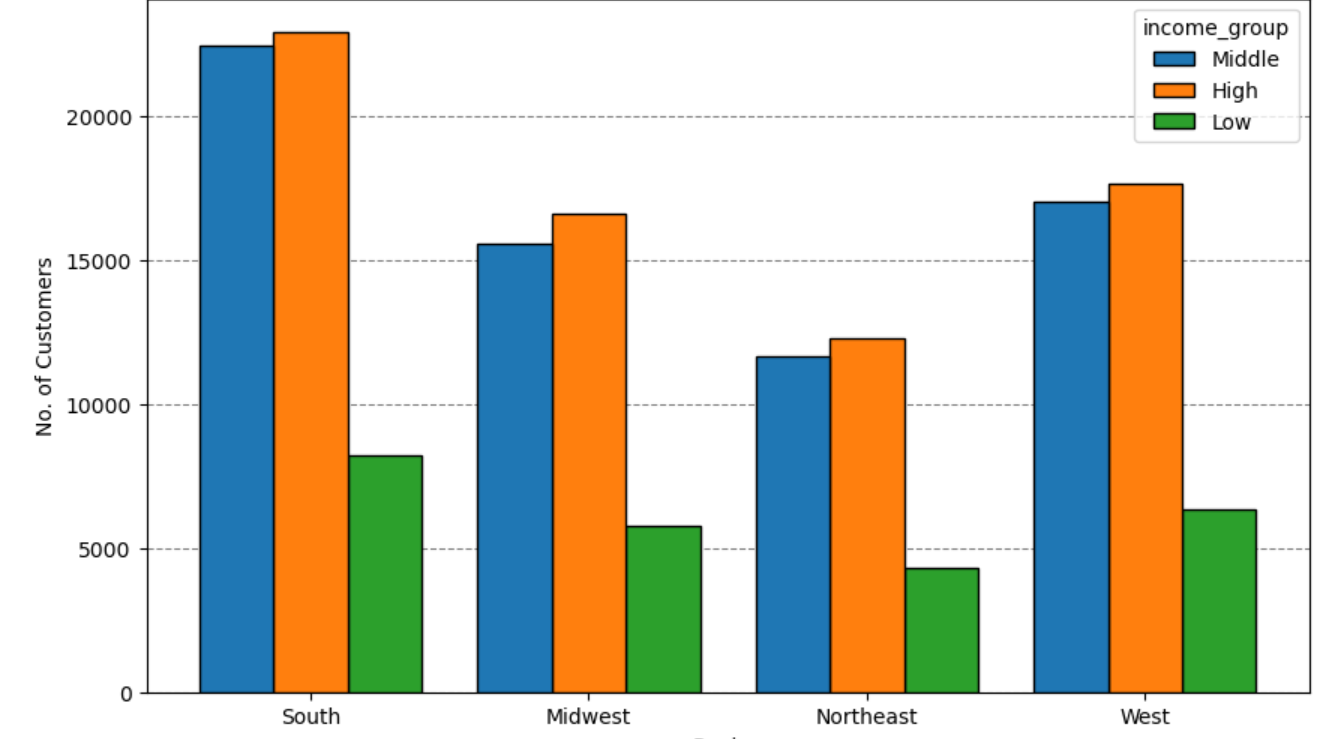 income_group
Middle
High
Low
No. of Customers
20000
15000
10000
5000
0
South
Midwest
Northeast
West